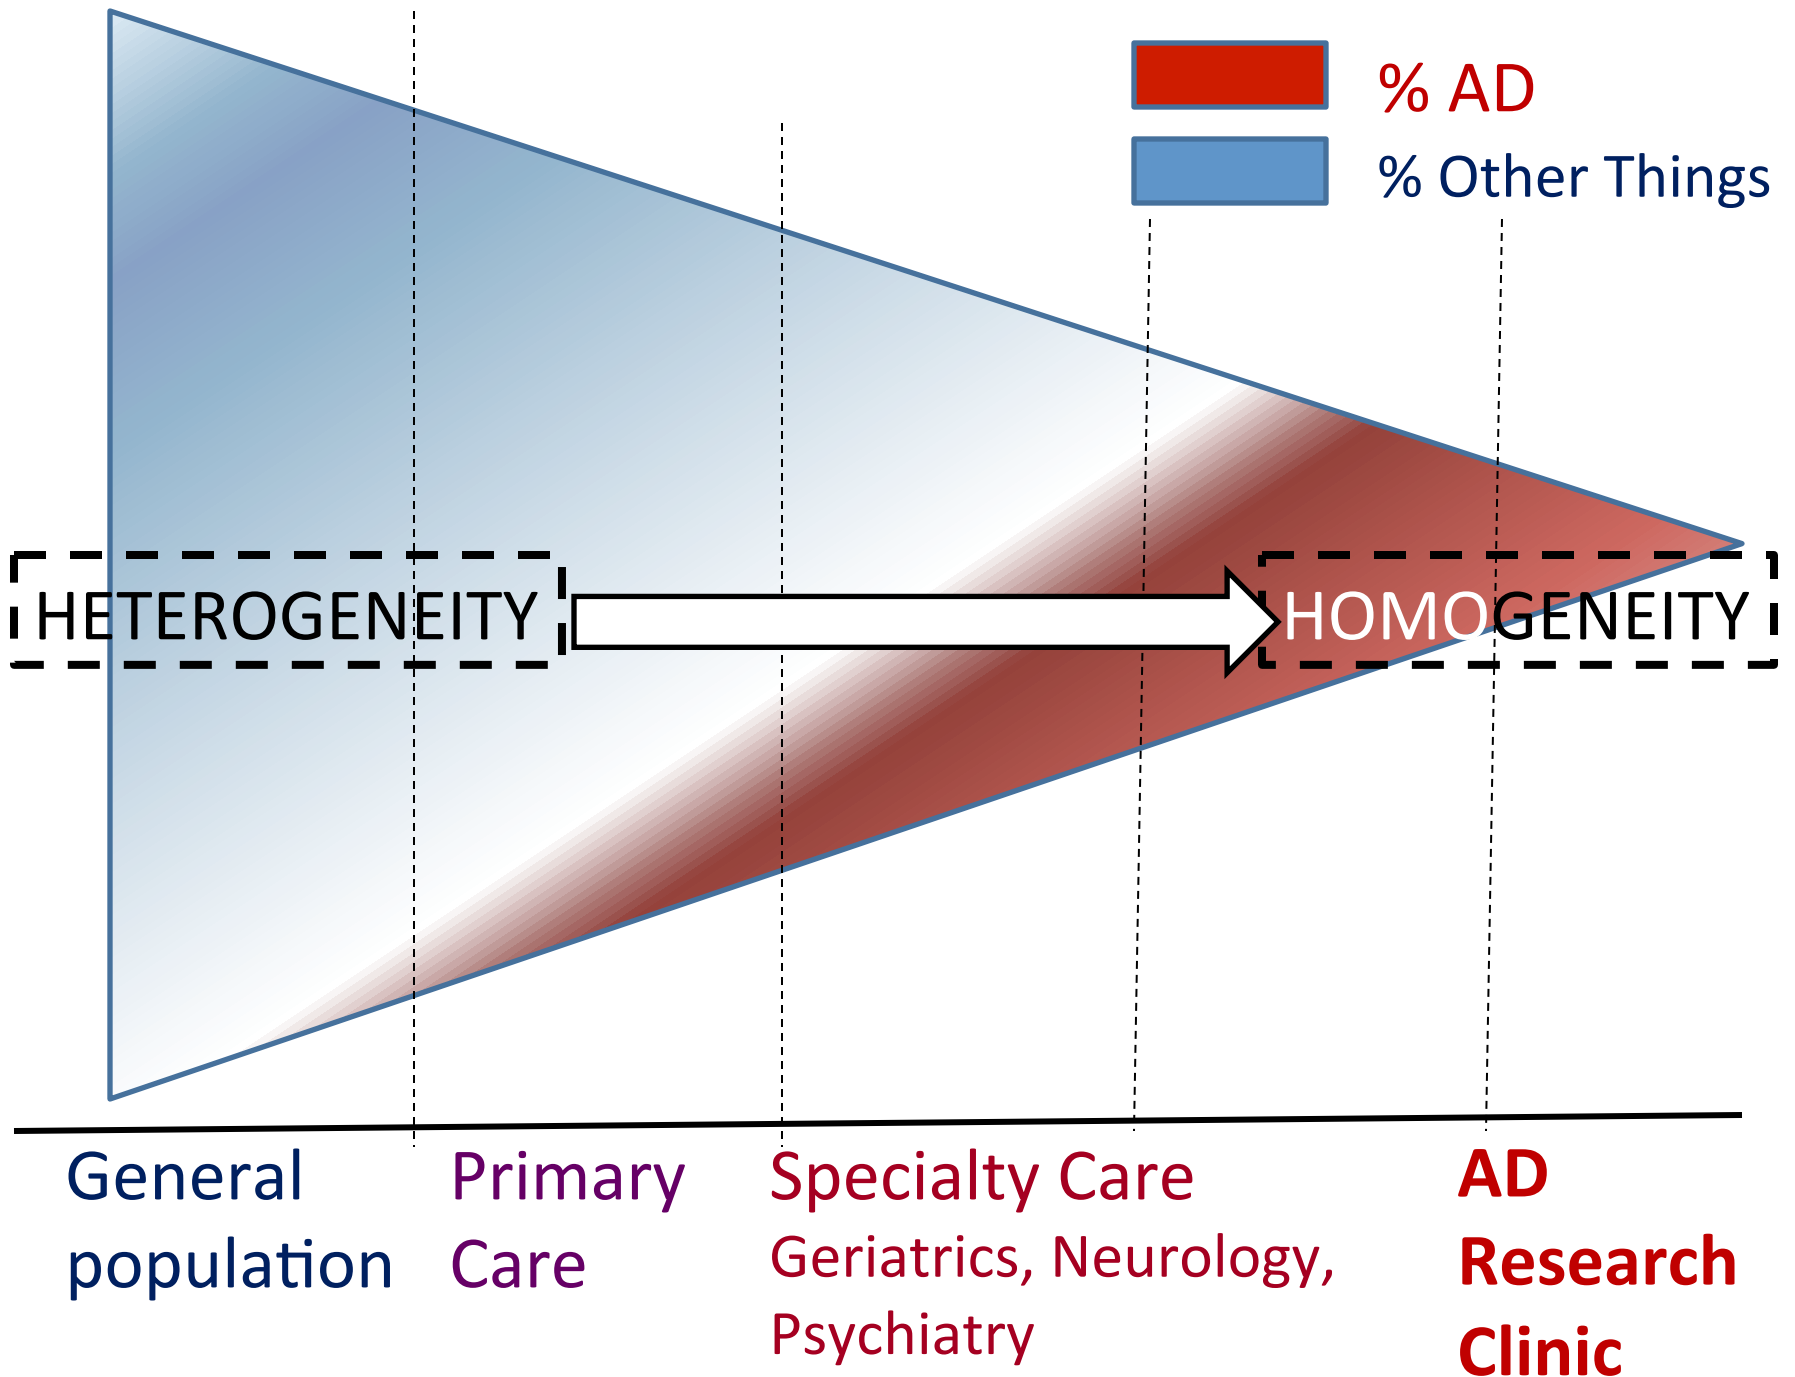 % AD
% Other Things
HETEROGENEITY
HOMOGENEITY
General
population
Primary
Care
Specialty Care
Geriatrics, Neurology,
Psychiatry
AD
Research
Clinic